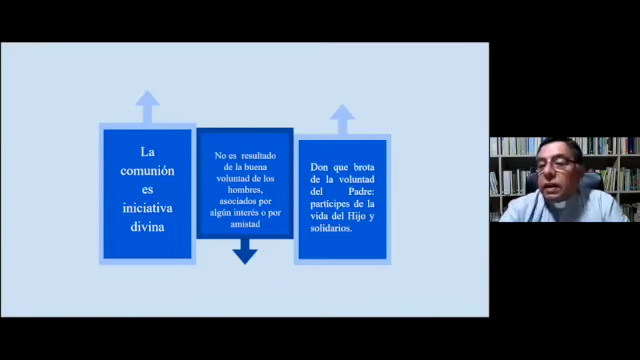 La
comunión
es
iniciativa
divina
No es resultado
de la buena
voluntad de los
hombres,
asociados por
algún interés o por
amistad
Don que brota
de la voluntad
del Padre:
partícipes de la
vida del Hijo y
solidarios.